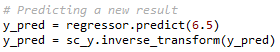 # Predicting a new result
y_pred = regressor.predict(6.5)
y_pred = sc_y.inverse_transform(y_pred)